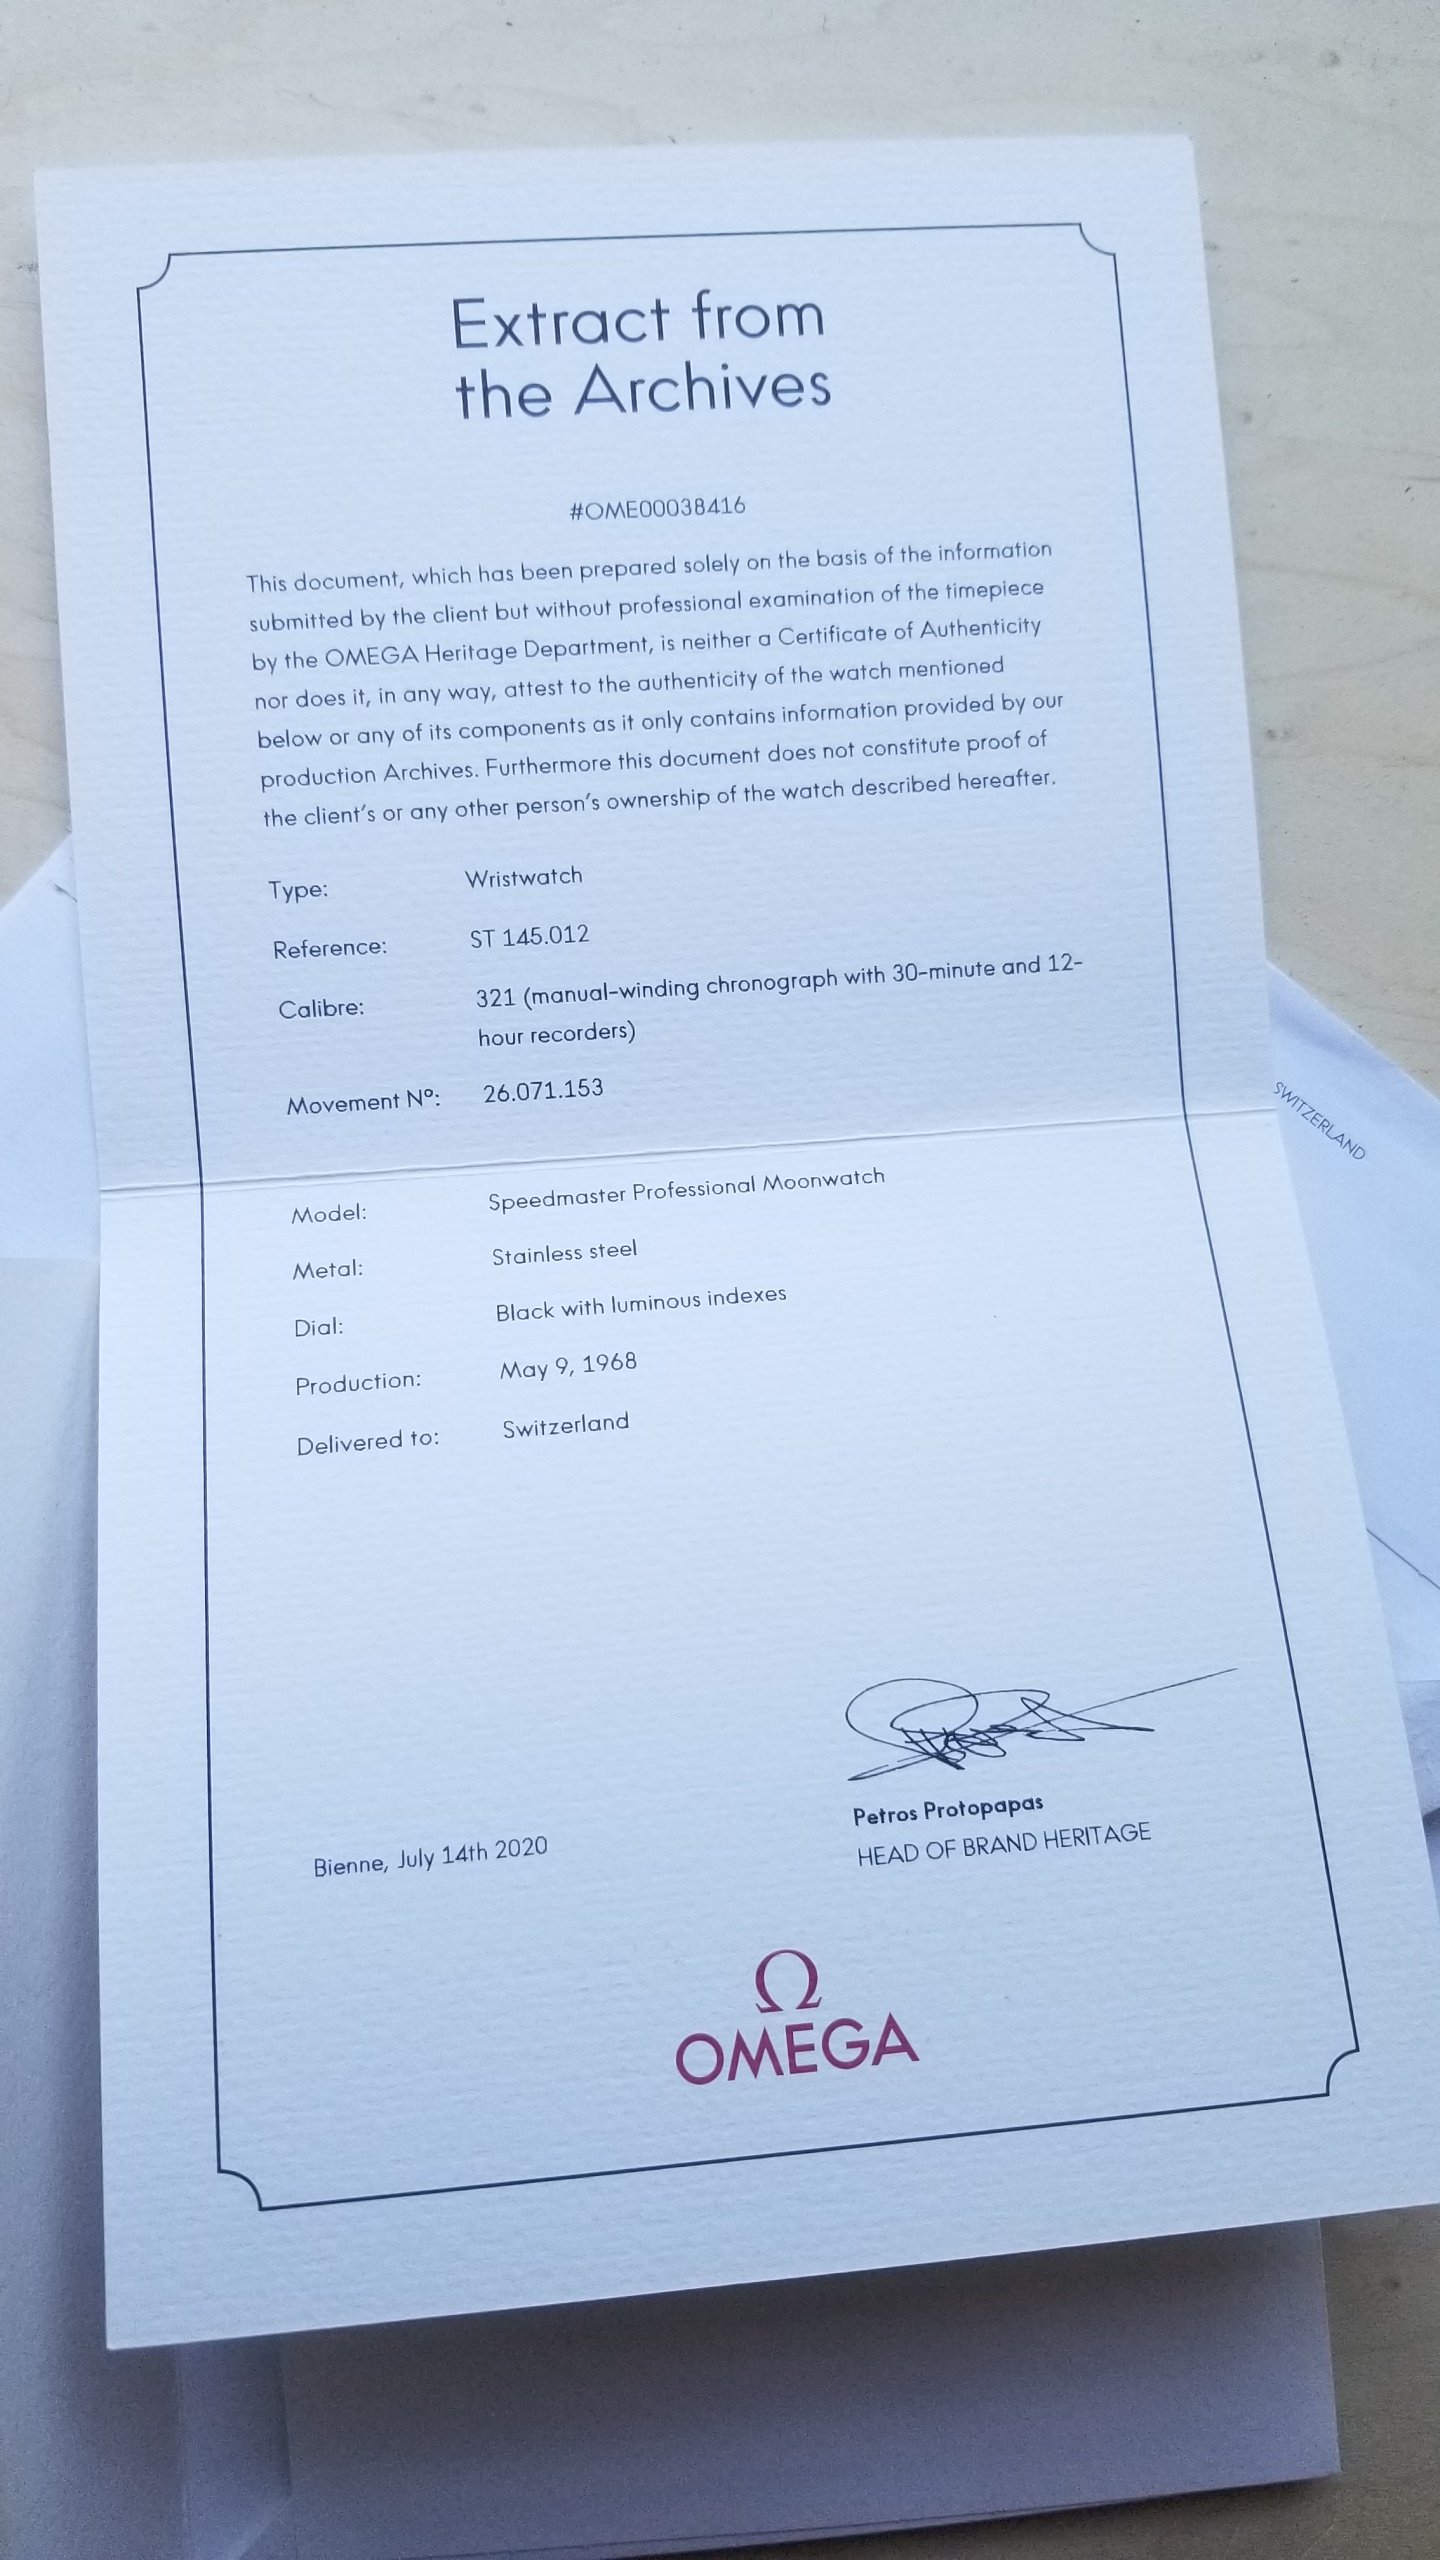 Extract from
the Archives
#OME00038416
This document, which has been prepared solely on the basis of the information
submitted by the client but without professional examination of the timepiece
by the OMEGA Heritage Department, is neither a Certificate of Authenticity
nor does it, in any way, attest to the authenticity of the watch mentioned
below or any of its components as it only contains information provided by our
production Archives. Furthermore this document does not constitute proof of
the client's or any other person's ownership of the watch described hereafter.
Type: Wristwatch
Reference: ST 145.012
Calibre: 321 (manual-winding chronograph with 30-minute and 12-
hour recorders)
Movement Nº: 26.071.153
SWITZERLAND
Model: Speedmaster Professional Moonwatch
Metal: Stainless steel
Dial: Black with luminous indexes
Production: May 9, 1968
Delivered to: Switzerland
Petros Protopapas
HEAD OF BRAND HERITAGE
Bienne, July 14th 2020
Ω
OMEGA